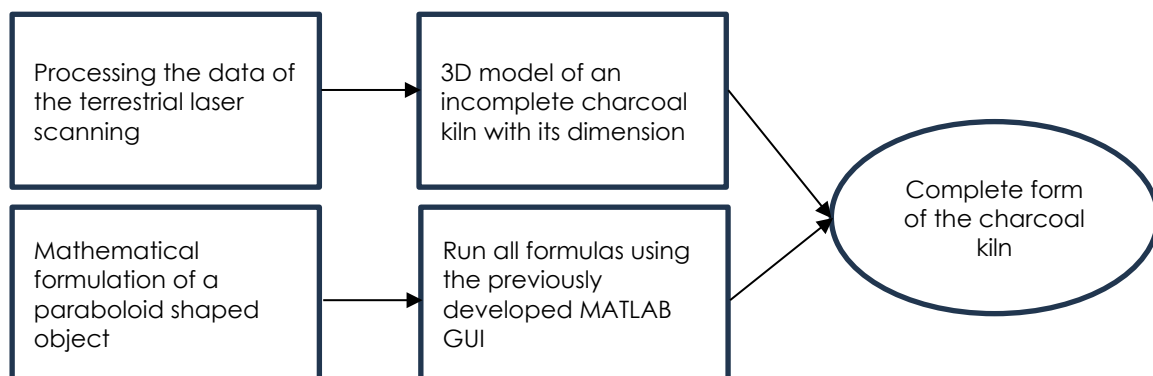 Processing the data of
the terrestrial laser
scanning
3D model of an
incomplete charcoal
kiln with its dimension
Complete form
of the charcoal
kiln
Mathematical
formulation of a
paraboloid shaped
object
Run all formulas using
the previously
developed MATLAB
GUI